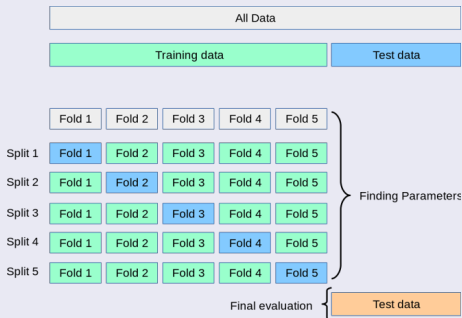 All Data
Training data Test data
Fold 1 Fold 2 Fold 3 Fold 4 Fold 5
Split 1 Fold 1 Fold 2 Fold 3 Fold 4 Fold 5
Split 2 Fold 1 Fold 2 Fold 3 Fold 4 Fold 5
Finding Parameters
Split 3 Fold 1 Fold 2 Fold 3 Fold 4 Fold 5
Split 4 Fold 1 Fold 2 Fold 3 Fold 4 Fold 5
Split 5 Fold 1 Fold 2 Fold 3 Fold 4 Fold 5
Final evaluation Test data